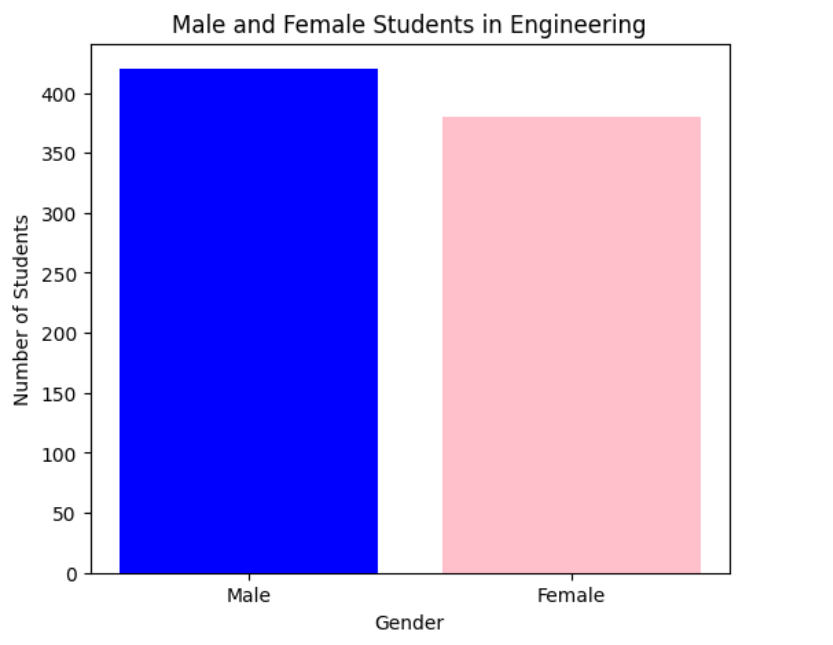 Male and Female Students in Engineering
Number of Students
400
350
300
250
200
150
100
50
0
Male Female
Gender